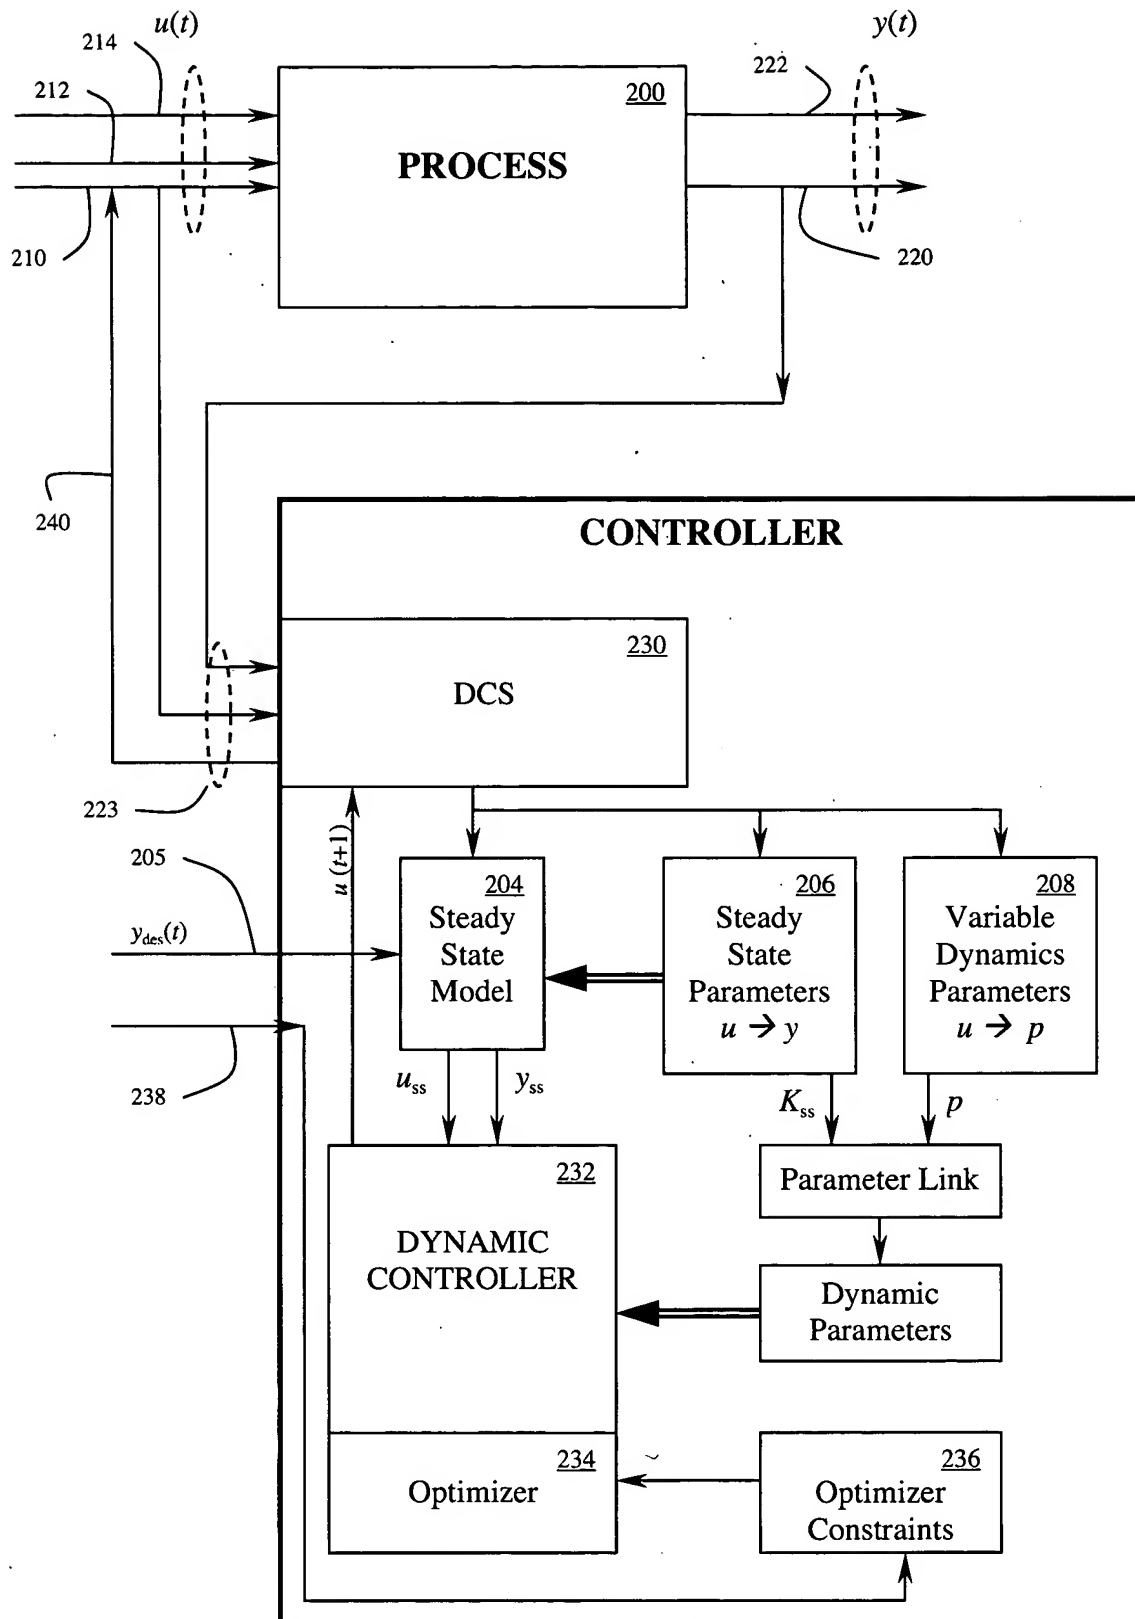 u(t)
y(t)
214
222
212
200
PROCESS
210
220
240
CONTROLLER
230
DCS
223
205
u (t+1)
204
Steady
State
Model
206
Steady
State
Parameters
u → y
208
Variable
Dynamics
Parameters
u → p
ydes(t)
238
uss
yss
Kss
p
232
DYNAMIC
CONTROLLER
Parameter Link
Dynamic
Parameters
234
Optimizer
236
Optimizer
Constraints